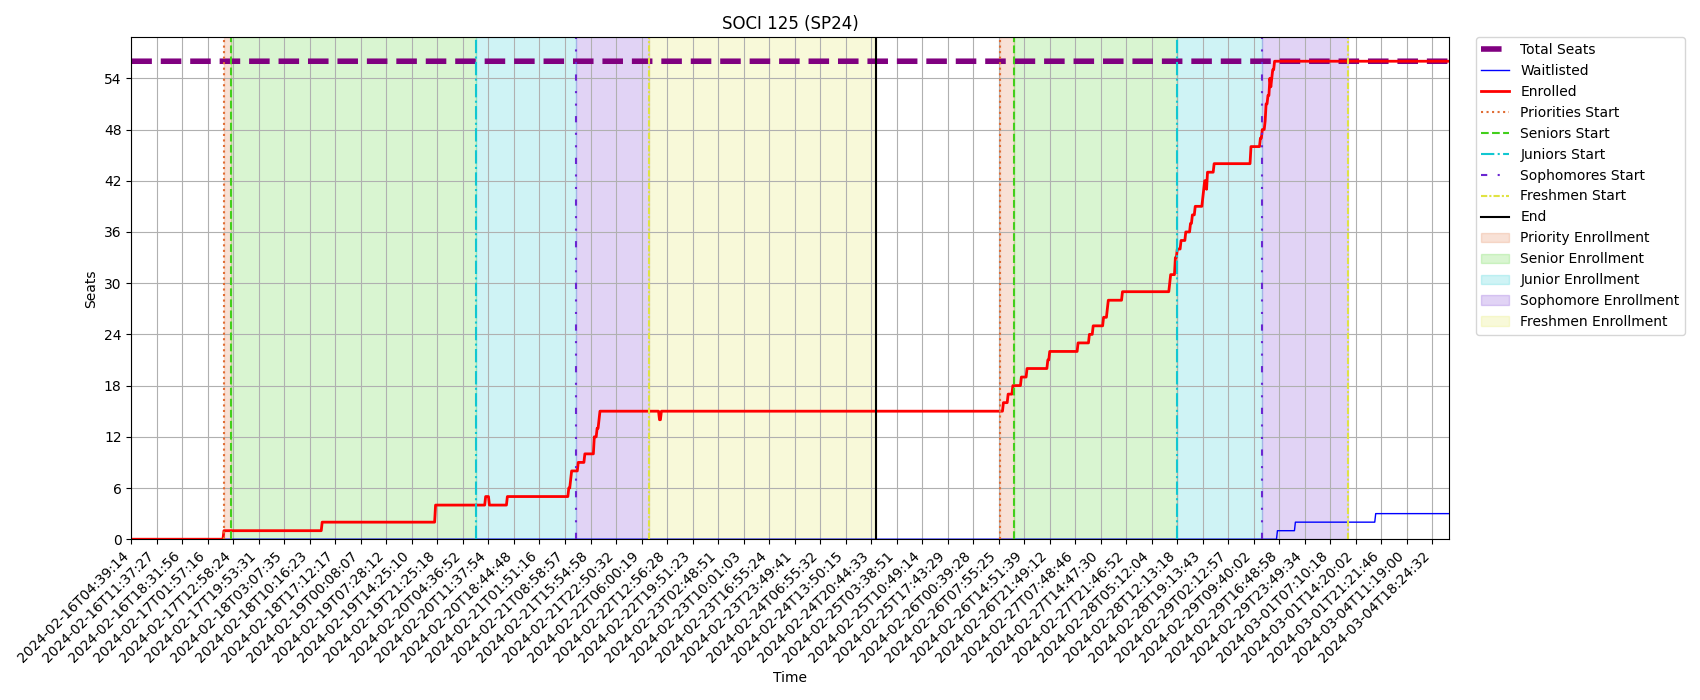 SOCI 125 (SP24)
Seats
54
48
42
36
30
24
18
12
6
0
2024-02-16T04:39:14
2024-02-16T11:37:27
2024-02-16T18:31:56
2024-02-17T01:57:16
2024-02-17T12:58:24
2024-02-17T19:53:31
2024-02-18T03:07:35
2024-02-18T10:16:23
2024-02-18T17:12:17
2024-02-19T00:08:07
2024-02-19T07:28:12
2024-02-19T14:25:10
2024-02-19T21:25:18
2024-02-20T04:36:52
2024-02-20T11:37:54
2024-02-20T18:44:48
2024-02-21T01:51:16
2024-02-21T08:58:57
2024-02-21T15:54:58
2024-02-21T22:50:32
2024-02-22T06:00:19
2024-02-22T12:56:28
2024-02-22T19:51:23
2024-02-23T02:48:51
2024-02-23T10:01:03
2024-02-23T16:55:24
2024-02-23T23:49:41
2024-02-24T06:55:32
2024-02-24T13:50:15
2024-02-24T20:44:33
2024-02-25T03:38:51
2024-02-25T10:49:14
2024-02-25T17:43:29
2024-02-26T00:39:28
2024-02-26T07:55:25
2024-02-26T14:51:39
2024-02-26T21:49:12
2024-02-27T07:48:46
2024-02-27T14:47:30
2024-02-27T21:46:52
2024-02-28T05:12:04
2024-02-28T12:13:18
2024-02-28T19:13:43
2024-02-29T02:12:57
2024-02-29T09:40:02
2024-02-29T16:48:58
2024-02-29T23:49:34
2024-03-01T07:10:18
2024-03-01T14:20:02
2024-03-01T21:21:46
2024-03-04T11:19:00
2024-03-04T18:24:32
Time
Total Seats
Waitlisted
Enrolled
Priorities Start
Seniors Start
Juniors Start
Sophomores Start
Freshmen Start
End
Priority Enrollment
Senior Enrollment
Junior Enrollment
Sophomore Enrollment
Freshmen Enrollment